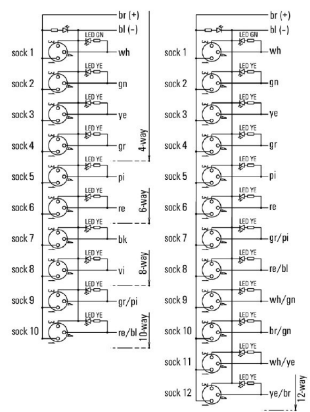 br (+)
bl (−)
LED GN
sock 1 wh
LED YE
sock 2 gn
LED YE
sock 3 ye
LED YE
sock 4 gr
4-way
LED YE
sock 5 pi
LED YE
sock 6 re
6-way
LED YE
sock 7 bk
LED YE
sock 8 vi
8-way
LED YE
sock 9 gr/pi
LED YE
sock 10 re/bl
10-way
br (+)
bl (−)
LED GN
sock 1 wh
LED YE
sock 2 gn
LED YE
sock 3 ye
LED YE
sock 4 gr
LED YE
sock 5 pi
LED YE
sock 6 re
LED YE
sock 7 gr/pi
LED YE
sock 8 re/bl
LED YE
sock 9 wh/gn
LED YE
sock 10 br/gn
LED YE
sock 11 wh/ye
LED YE
sock 12 ye/br
12-way